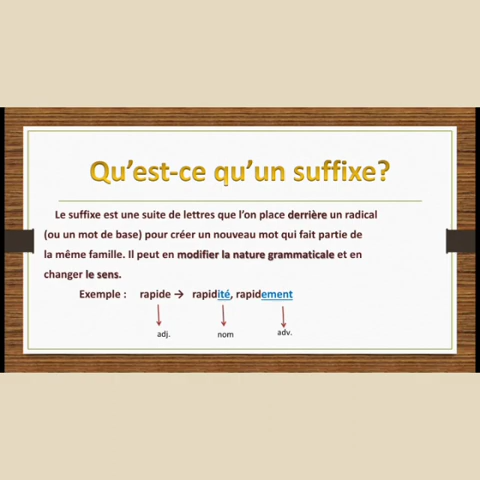 Qu'est-ce qu'un suffixe?
Le suffixe est une suite de lettres que l'on place derrière un radical
(ou un mot de base) pour créer un nouveau mot qui fait partie de
la même famille. Il peut en modifier la nature grammaticale et en
changer le sens.
Exemple : rapide → rapidité, rapidement
adj. nom adv.